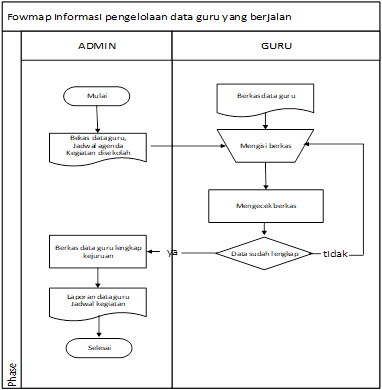 Fowmap informasi pengelolaan data guru yang berjalan
ADMIN
GURU
Mulai
Berkas data guru
Bekas data guru,
Jadwal agenda
Kegiatan disekolah
Mengisi berkas
Mengecek berkas
Berkas data guru lengkap
kejuruan
ya
Data sudah lengkap
tidak
Laporan data guru
Jadwal kegiatan
Selesai
Phase